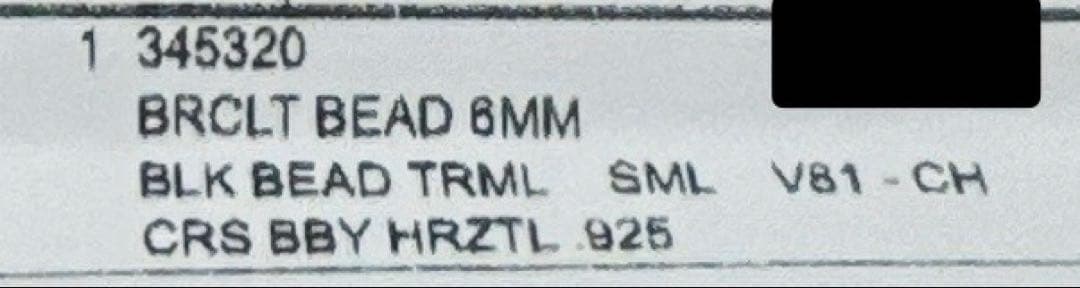 1 345320
BRCLT BEAD 6MM
BLK BEAD TRML SML V81 - CH
CRS BBY HRZTL .925